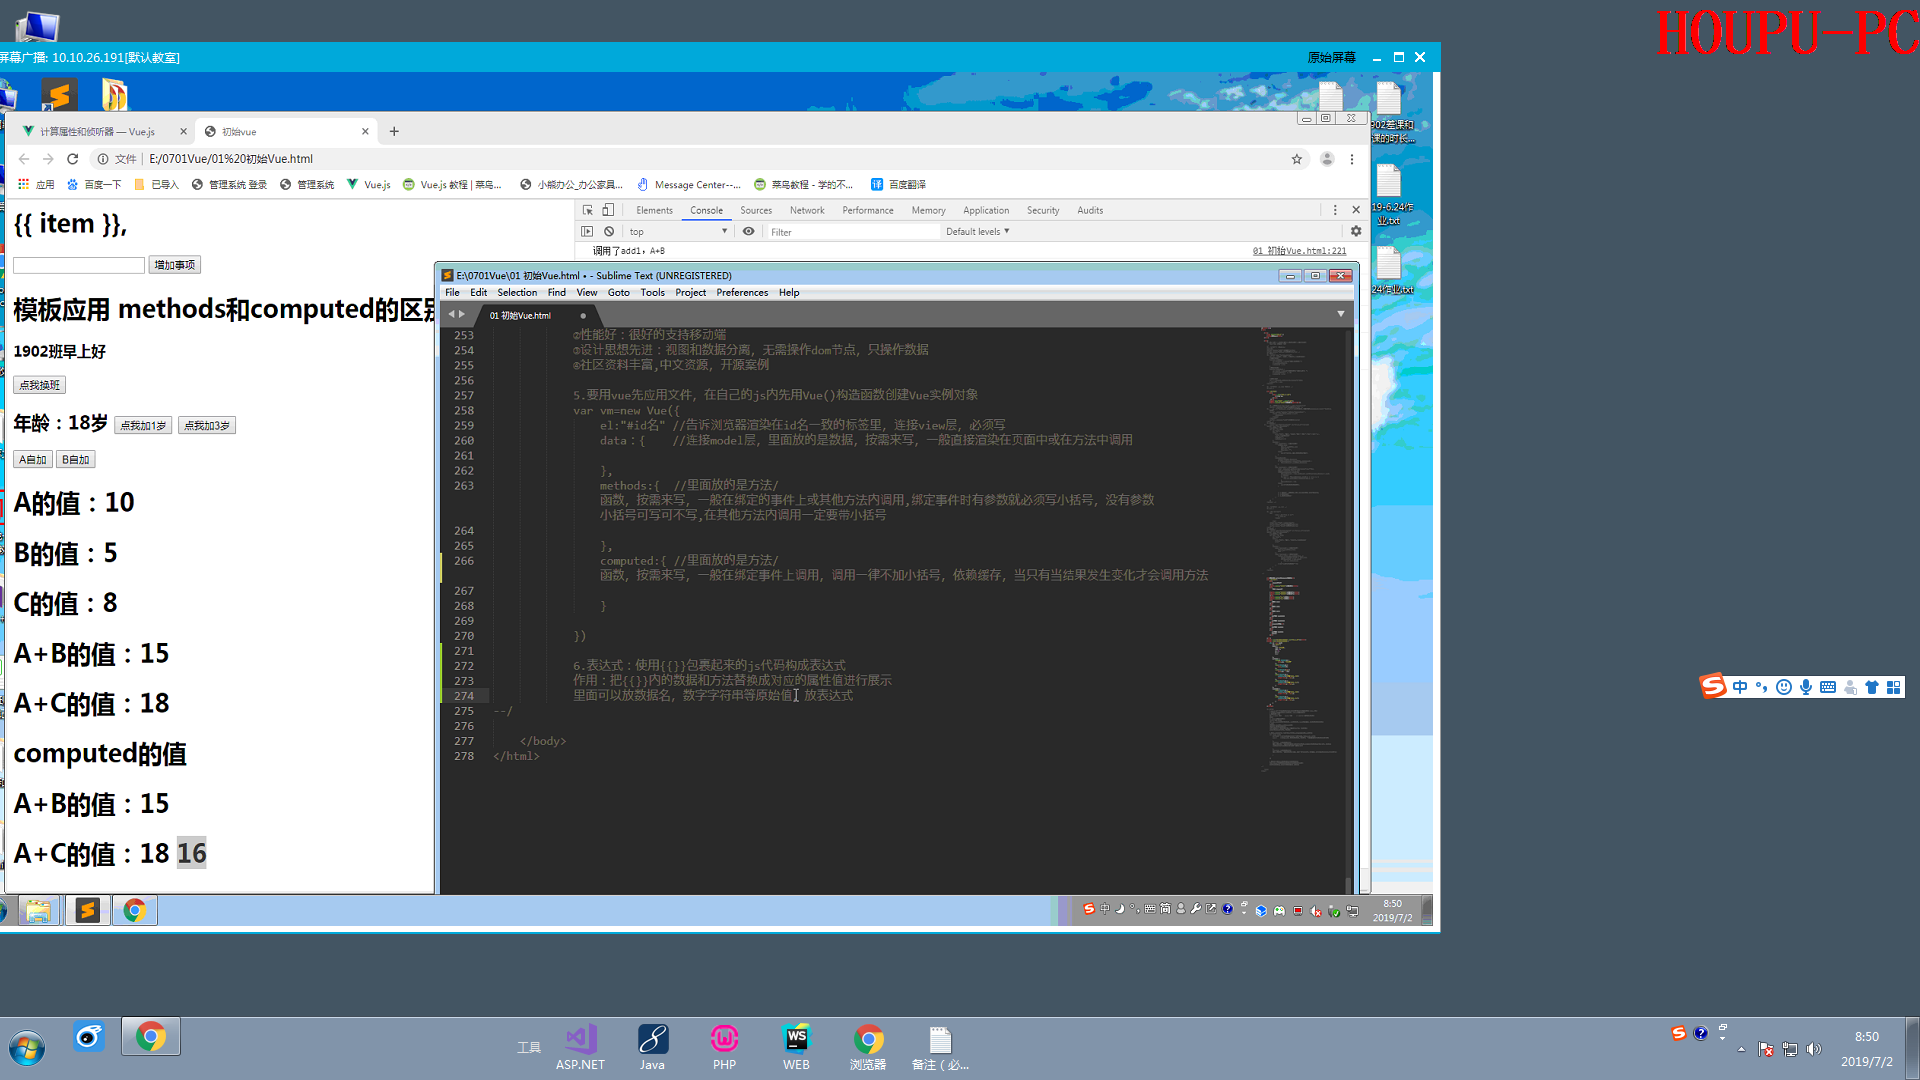 HOUPU-PC
屏幕广播: 10.10.26.191[默认教室]
原始屏幕
计算属性和侦听器 — Vue.js
初始vue
文件
E:/0701Vue/01%20初始Vue.html
应用
百度一下
已导入
管理系统 登录
管理系统
Vue.js
Vue.js 教程 | 菜鸟...
小熊办公_办公家具...
Message Center--...
菜鸟教程 - 学的不...
百度翻译
{{ item }},
增加事项
模板应用 methods和computed的区别
1902班早上好
点我换班
年龄：18岁 点我加1岁 点我加3岁
A自加 B自加
A的值：10
B的值：5
C的值：8
A+B的值：15
A+C的值：18
computed的值
A+B的值：15
A+C的值：18 16
Elements Console Sources Network Performance Memory Application Security Audits
top Filter Default levels
调用了add1，A+B
01 初始Vue.html:221
E:\0701Vue\01 初始Vue.html • - Sublime Text (UNREGISTERED)
File Edit Selection Find View Goto Tools Project Preferences Help
01 初始Vue.html
253 ②性能好：很好的支持移动端
254 ③设计思想先进：视图和数据分离，无需操作dom节点，只操作数据
255 ④社区资料丰富,中文资源，开源案例
256
257 5.要用vue先应用文件，在自己的js内先用Vue()构造函数创建Vue实例对象
258 var vm=new Vue({
259 el:"#id名" //告诉浏览器渲染在id名一致的标签里，连接view层，必须写
260 data：{ //连接model层，里面放的是数据，按需来写，一般直接渲染在页面中或在方法中调用
261
262 },
263 methods:{ //里面放的是方法/
函数，按需来写，一般在绑定的事件上或其他方法内调用,绑定事件时有参数就必须写小括号，没有参数
小括号可写可不写,在其他方法内调用一定要带小括号
264
265 },
266 computed:{ //里面放的是方法/
函数，按需来写，一般在绑定事件上调用，调用一律不加小括号，依赖缓存，当只有当结果发生变化才会调用方法
267
268 }
269
270 })
271
272 6.表达式：使用{{}}包裹起来的js代码构成表达式
273 作用：把{{}}内的数据和方法替换成对应的属性值进行展示
274 里面可以放数据名，数字字符串等原始值 放表达式
275 --/
276
277 </body>
278 </html>
19-6.24作
业.txt
24作业.txt
中
中
简
8:50
2019/7/2
工具
ASP.NET
Java
PHP
WS
WEB
浏览器
备注（必...
8:50
2019/7/2